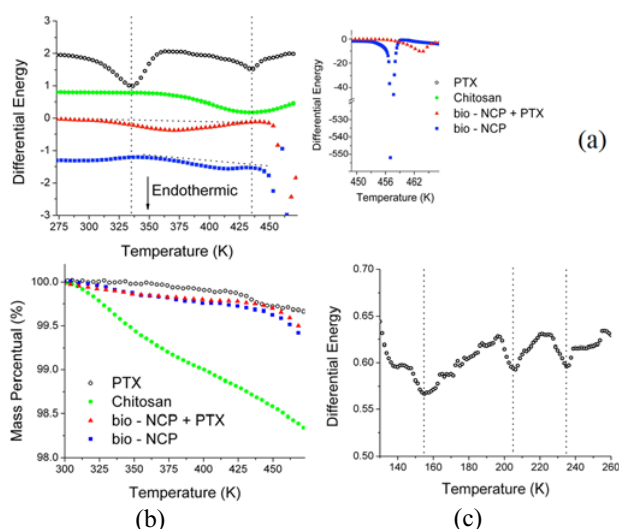 Differential Energy
3
2
1
0
-1
-2
-3
275 300 325 350 375 400 425 450
Temperature (K)
Endothermic
Differential Energy
0
-20
-40
-530
-540
-550
450 456 462
Temperature (K)
PTX
Chitosan
bio - NCP + PTX
bio - NCP
(a)
Mass Percentual (%)
100.0
99.5
99.0
98.5
98.0
300 325 350 375 400 425 450
Temperature (K)
PTX
Chitosan
bio - NCP + PTX
bio - NCP
(b)
Differential Energy
0.70
0.65
0.60
0.55
0.50
140 160 180 200 220 240 260
Temperature (K)
(c)